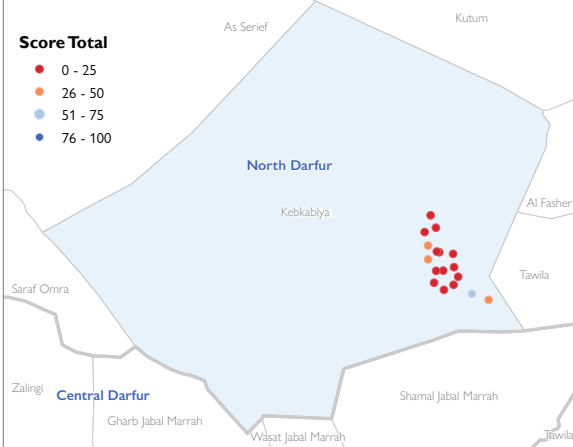 As Serief
Kutum
Score Total
0 - 25
26 - 50
51 - 75
76 - 100
North Darfur
Kebkabiya
Al Fasher
Tawila
Saraf Omra
Zalingi
Central Darfur
Shamal Jabal Marrah
Gharb Jabal Marrah
Wasat Jabal Marrah
Tawila